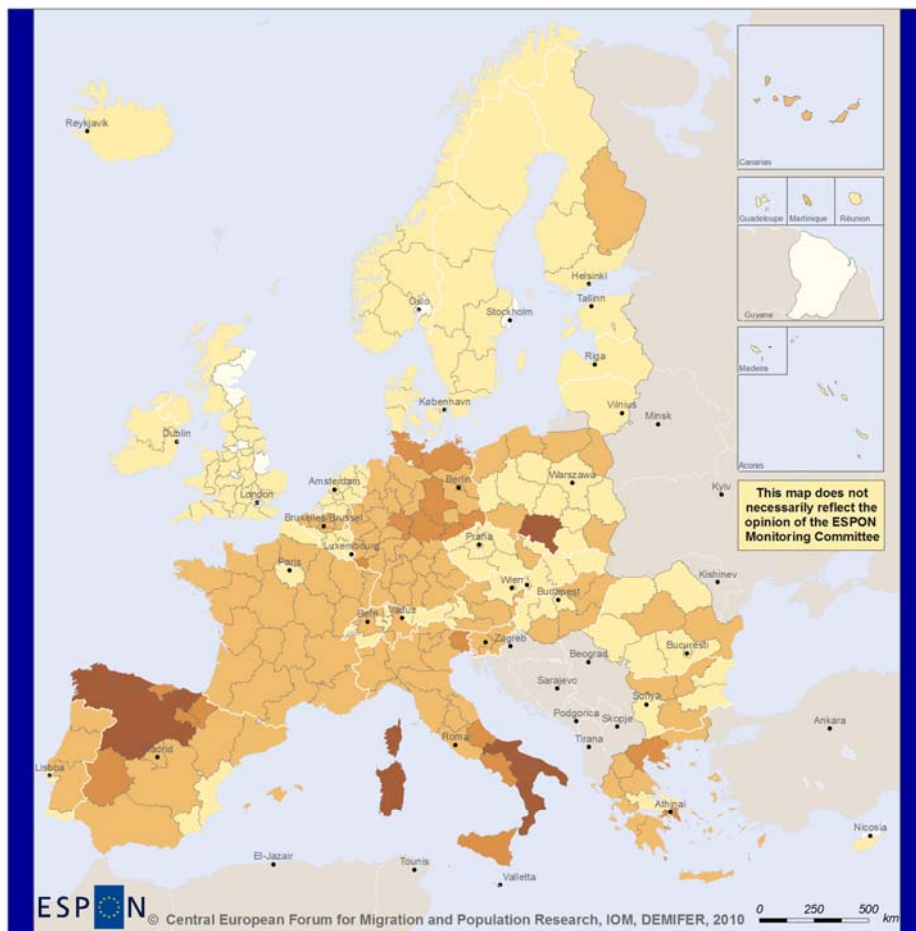 Reykjavik
Canarias
Guadeloupe
Martinique
Réunion
Guyane
Madeira
Acores
Helsinki
Oslo
Tallinn
Stockholm
Riga
København
Vilnius
Minsk
Dublin
Amsterdam
Berlin
Warszawa
Kyiv
London
This map does not
necessarily reflect the
opinion of the ESPON
Monitoring Committee
Bruxelles/Brussel
Luxembourg
Praha
Paris
Wien
Kishinev
Budapest
Bern
Vaduz
Zagreb
Bucuresti
Beograd
Sarajevo
Sofiya
Podgorica
Skopje
Ankara
Roma
Tirana
Madrid
Lisboa
Athinai
Nicosia
El-Jazair
Tounis
Valletta
ESPON
© Central European Forum for Migration and Population Research, IOM, DEMIFER, 2010
0 250 500
km